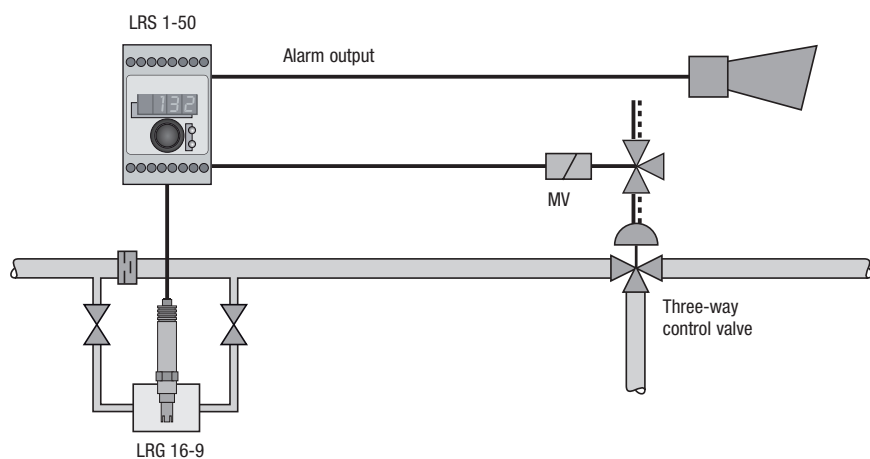 LRS 1-50
Alarm output
132
MV
Three-way
control valve
LRG 16-9